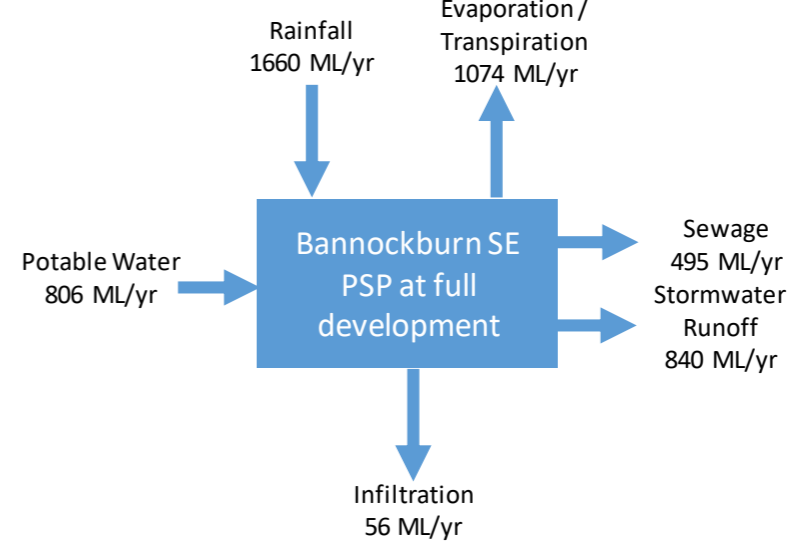 Rainfall
1660 ML/yr
Evaporation /
Transpiration
1074 ML/yr
Potable Water
806 ML/yr
Bannockburn SE
PSP at full
development
Sewage
495 ML/yr
Stormwater
Runoff
840 ML/yr
Infiltration
56 ML/yr